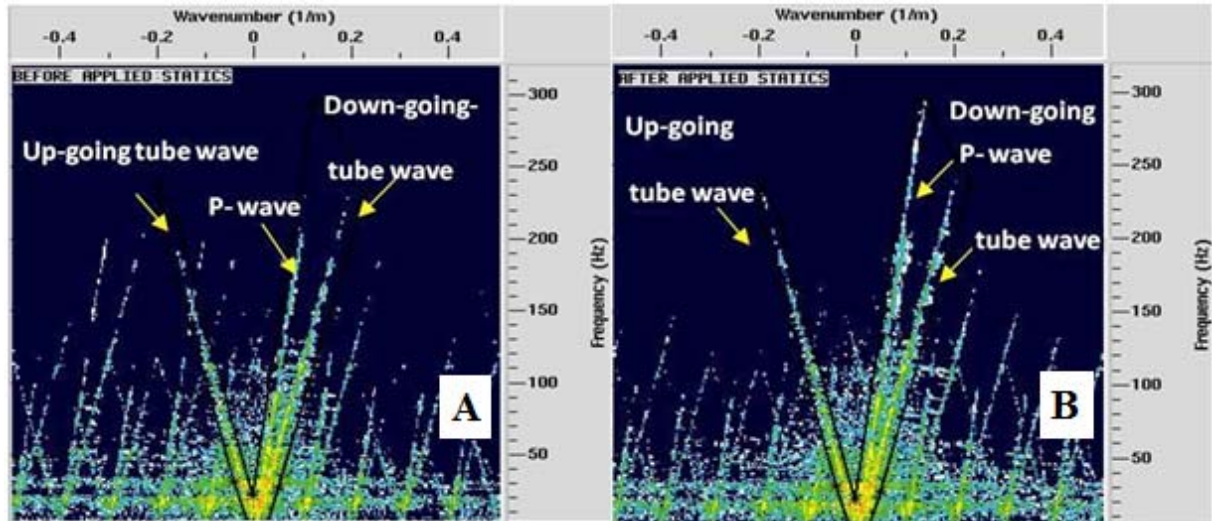 Wavenumber (1/m)
-0.4 -0.2 0 0.2 0.4
BEFORE APPLIED STATICS
Down-going-
Up-going tube wave
tube wave
P- wave
A
300
250
200
150
100
50
Frequency (Hz)
Wavenumber (1/m)
-0.4 -0.2 0 0.2 0.4
AFTER APPLIED STATICS
Up-going
Down-going
P- wave
tube wave
tube wave
B
300
250
200
150
100
50
Frequency (Hz)